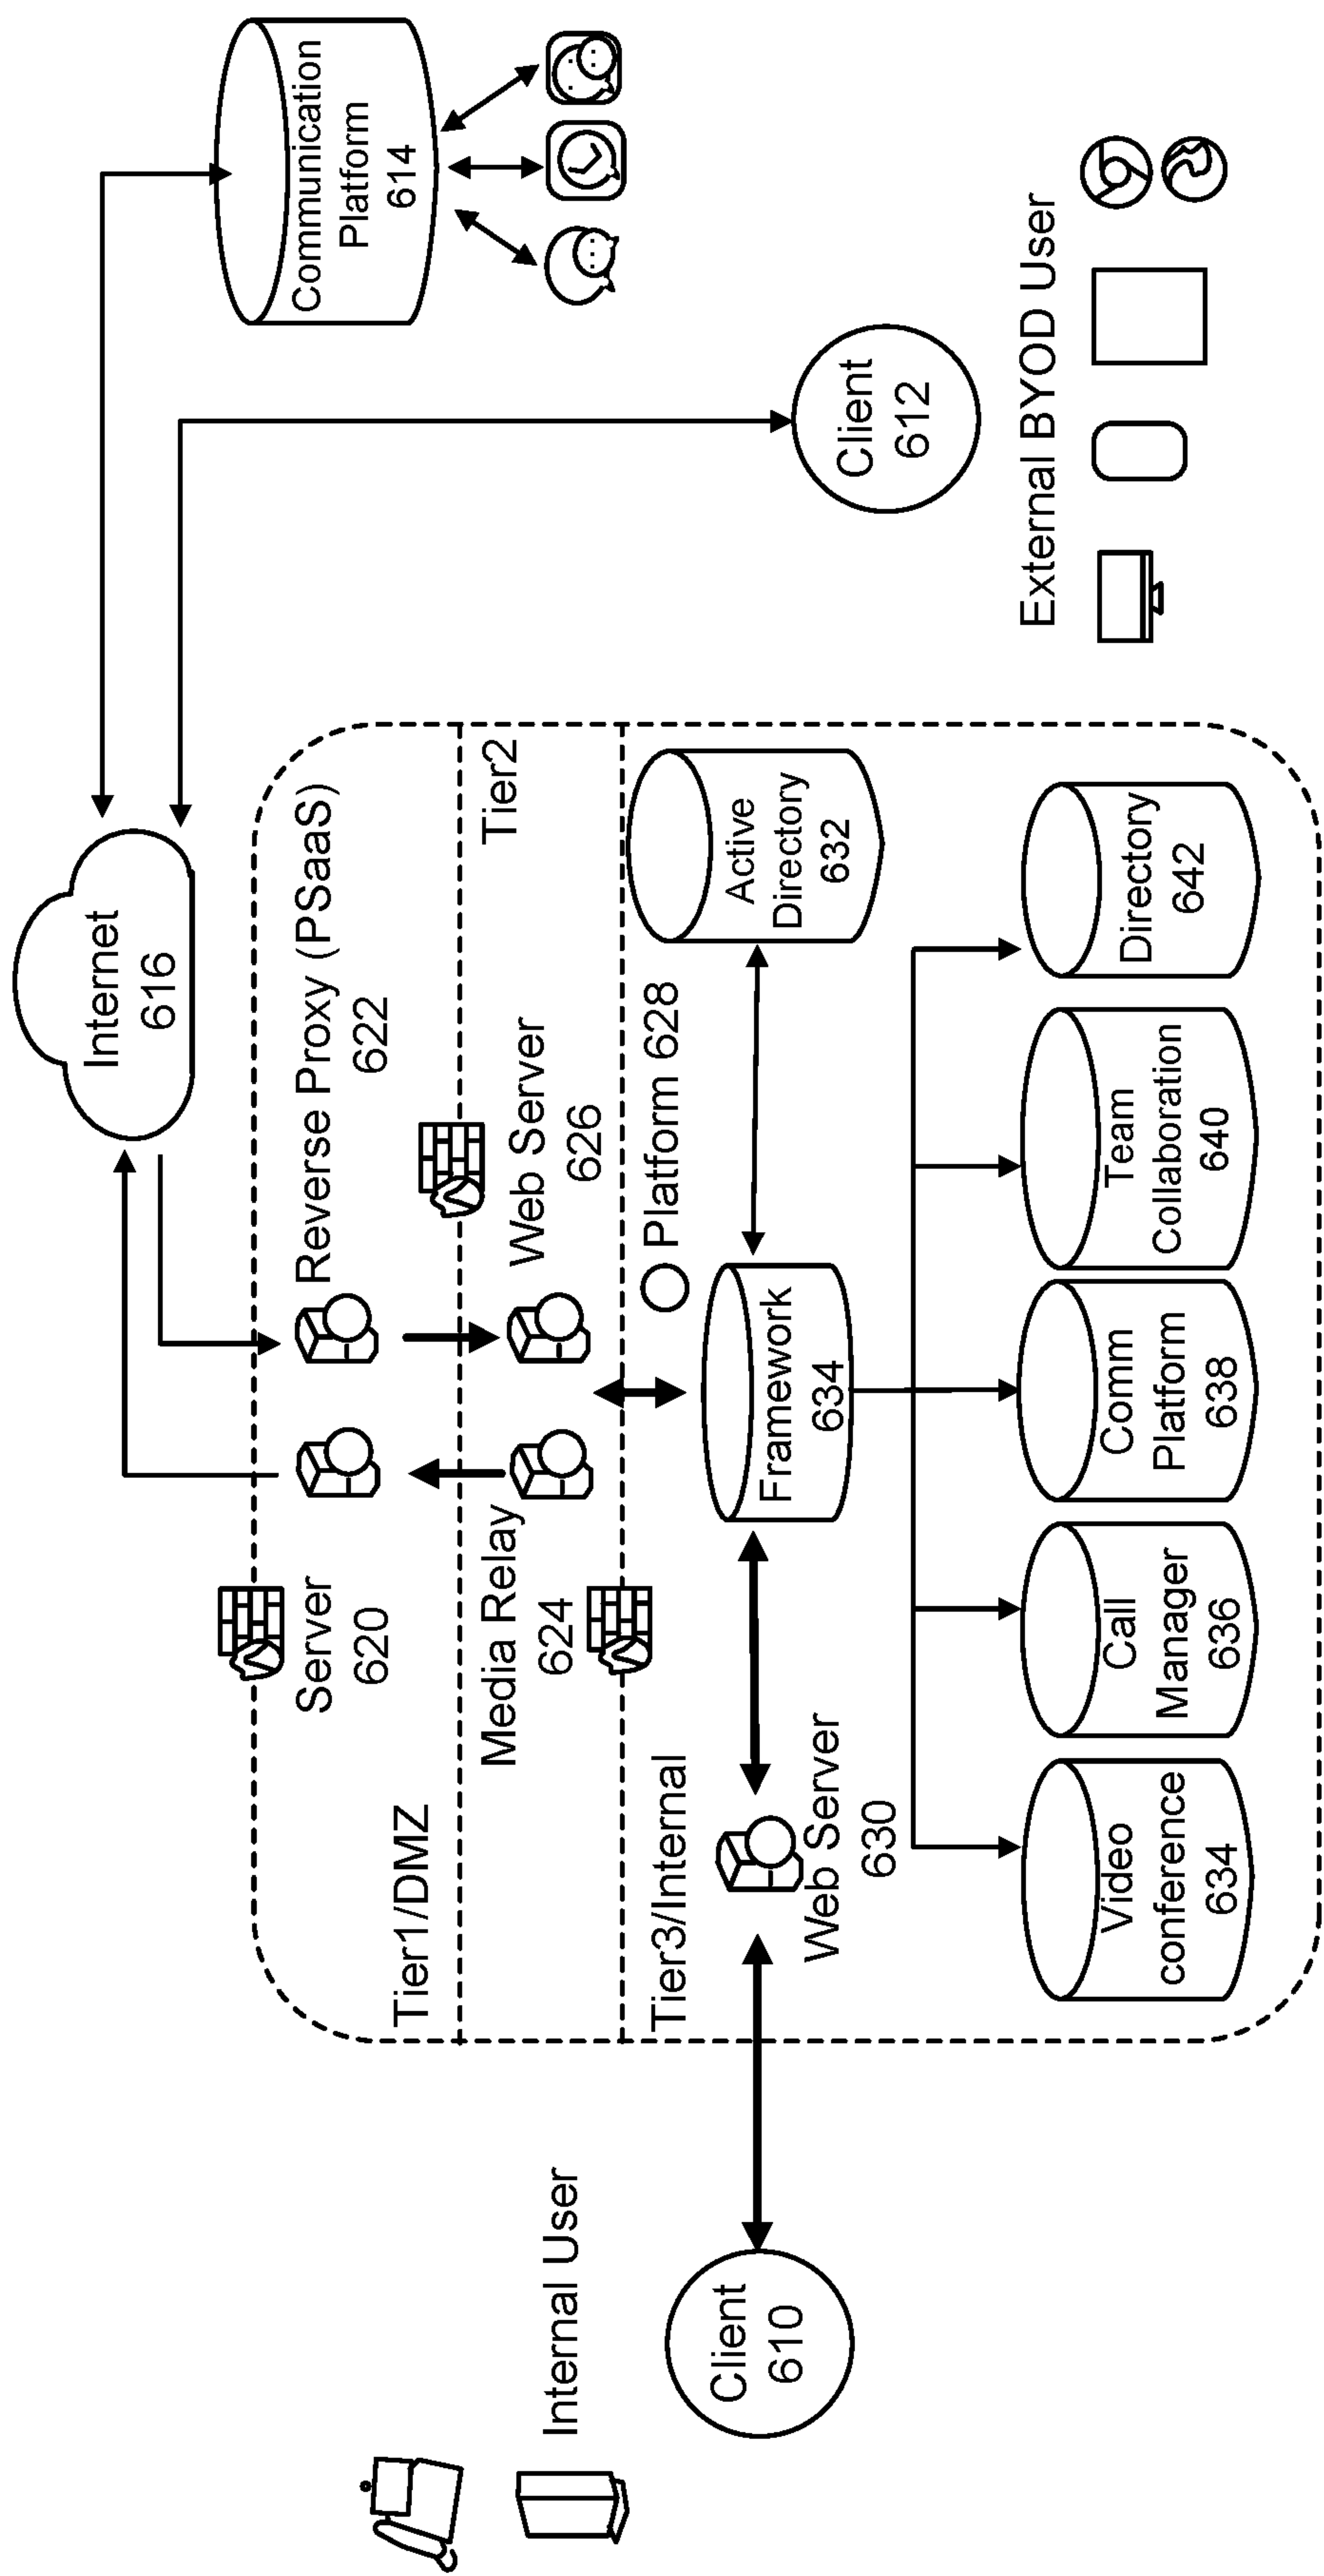 Internet
616
Communication
Platform
614
Server
620
Reverse Proxy (PSaaS)
622
Tier1/DMZ
Media Relay
624
Web Server
626
Tier2
Client
612
External BYOD User
Internal User
Client
610
Tier3/Internal
Platform 628
Web Server
630
Framework
634
Active
Directory
632
Video
conference
634
Call
Manager
636
Comm
Platform
638
Team
Collaboration
640
Directory
642